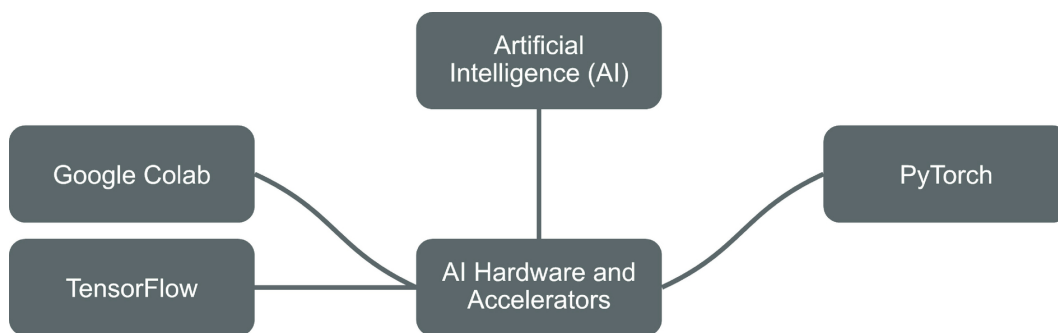 Artificial
Intelligence (AI)
Google Colab
PyTorch
TensorFlow
AI Hardware and
Accelerators